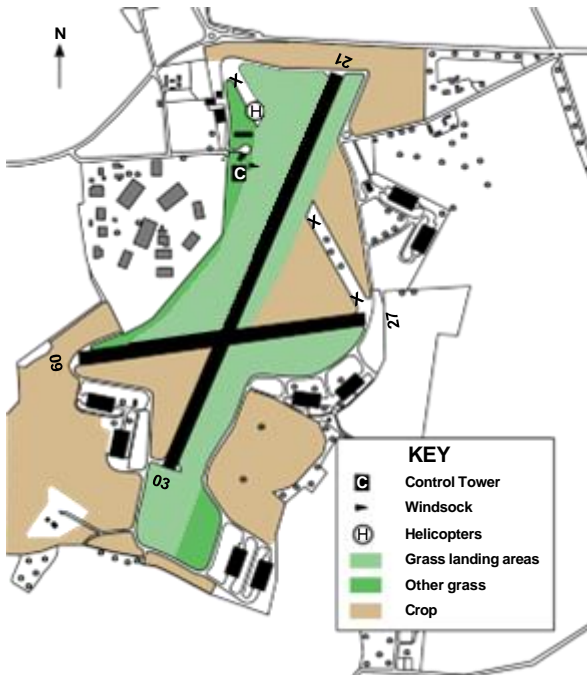 N
21
X
H
C
X
X
27
09
03
KEY
C Control Tower
Windsock
H Helicopters
Grass landing areas
Other grass
Crop